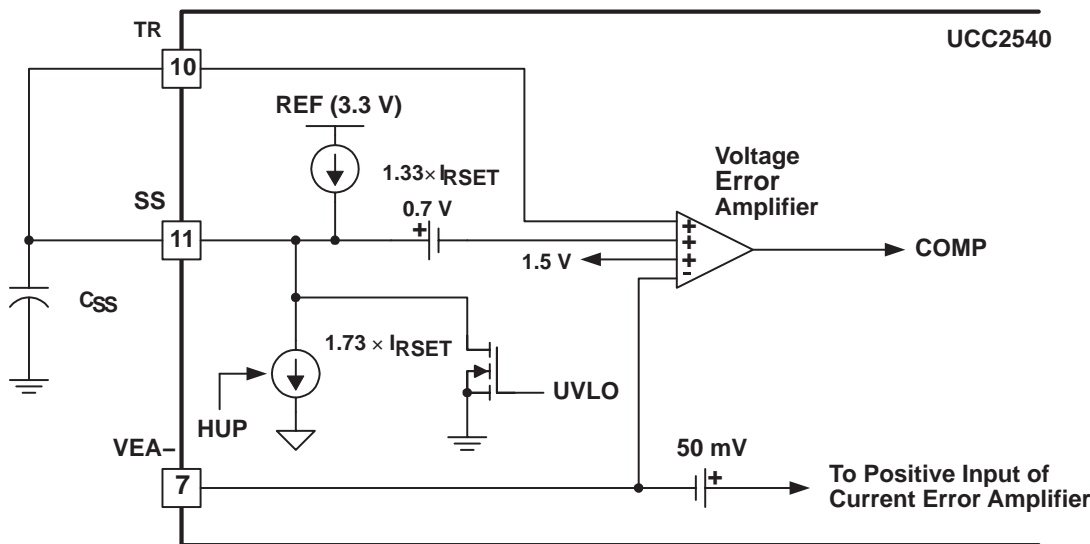 TR
UCC2540
10
REF (3.3 V)
1.33× IRSET
Voltage
Error
Amplifier
SS
0.7 V
+
11
+
+
+
-
1.5 V
COMP
CSS
1.73 × IRSET
UVLO
HUP
VEA−
50 mV
7
+
To Positive Input of
Current Error Amplifier